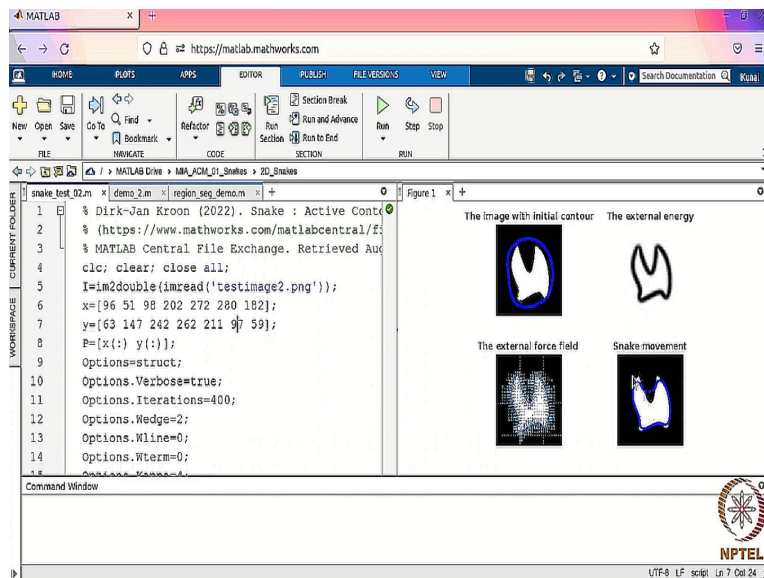 MATLAB × +
https://matlab.mathworks.com
HOME PLOTS APPS EDITOR PUBLISH FILE VERSIONS VIEW Search Documentation Kunal
New Open Save Go To Find Bookmark Refactor Run Section Section Break Run and Advance Run to End Run Step Stop
FILE NAVIGATE CODE SECTION RUN
/ > MATLAB Drive > MIA_ACM_01_Snakes > 2D_Snakes
CURRENT FOLDER
WORKSPACE
snake_test_02.m × demo_2.m × region_seg_demo.m × +
1 % Dirk-Jan Kroon (2022). Snake : Active Conto
2 % (https://www.mathworks.com/matlabcentral/fi
3 % MATLAB Central File Exchange. Retrieved Aug
4 clc; clear; close all;
5 I=im2double(imread('testimage2.png'));
6 x=[96 51 98 202 272 280 182];
7 y=[63 147 242 262 211 97 59];
8 P=[x(:) y(:)];
9 Options=struct;
10 Options.Verbose=true;
11 Options.Iterations=400;
12 Options.Wedge=2;
13 Options.Wline=0;
14 Options.Wterm=0;
15 Options.Kappa=4;
Figure 1 × +
The image with initial contour The external energy
The external force field Snake movement
Command Window
NPTEL
UTF-8 LF script Ln 7 Col 24